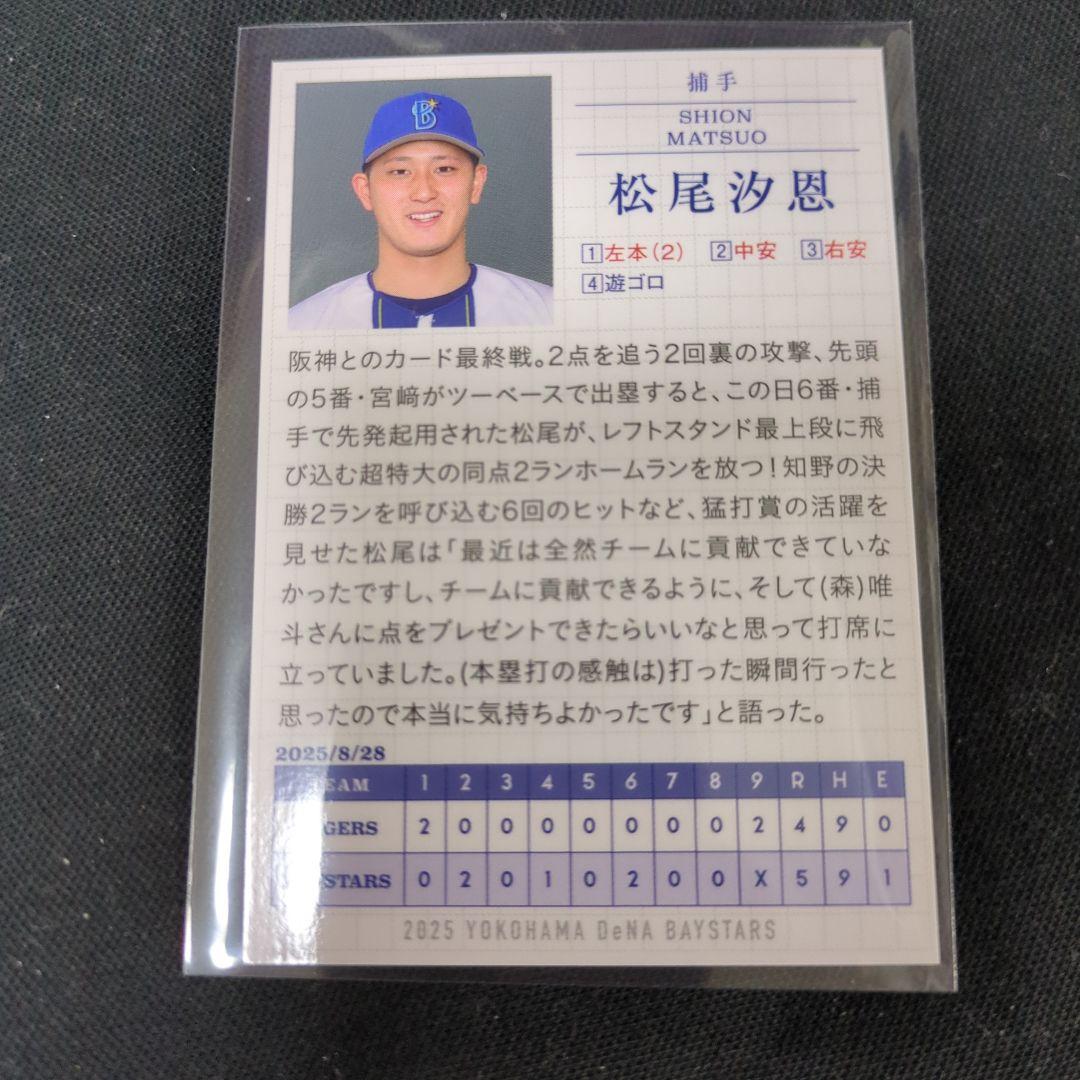 B
捕手
SHION
MATSUO
松尾汐恩
1左本(2) 2中安 3右安
4遊ゴロ
阪神とのカード最終戦。2点を追う2回裏の攻撃、先頭
の5番・宮﨑がツーベースで出塁すると、この日6番・捕
手で先発起用された松尾が、レフトスタンド最上段に飛
び込む超特大の同点2ランホームランを放つ!知野の決
勝2ランを呼び込む6回のヒットなど、猛打賞の活躍を
見せた松尾は「最近は全然チームに貢献できていな
かったですし、チームに貢献できるように、そして(森)唯
斗さんに点をプレゼントできたらいいなと思って打席に
立っていました。(本塁打の感触は)打った瞬間行ったと
思ったので本当に気持ちよかったです」と語った。
2025/8/28
TEAM 1 2 3 4 5 6 7 8 9 R H E
GERS 2 0 0 0 0 0 0 0 2 4 9 0
STARS 0 2 0 1 0 2 0 0 X 5 9 1
2025 YOKOHAMA DeNA BAYSTARS